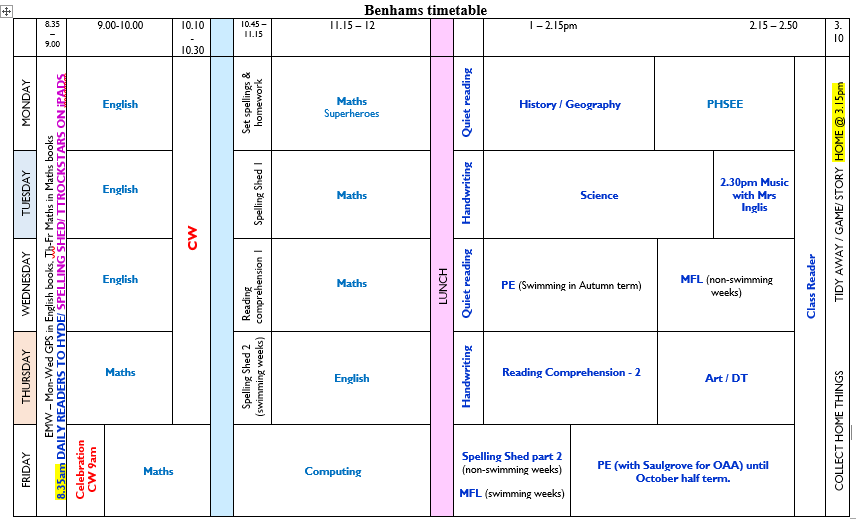 Benhams timetable
8.35
–
9.00
9.00-10.00
10.10
-
10.30
10.45 –
11.15
11.15 – 12
1 – 2.15pm
2.15 – 2.50
3.
10
MONDAY
TUESDAY
WEDNESDAY
THURSDAY
FRIDAY
EMW – Mon-Wed GPS in English books, Th-Fr Maths in Maths books
8.35am DAILY READERS TO HYDE/ SPELLING SHED/ TTROCKSTARS ON iPADS
English
English
English
Maths
Celebration
CW 9am
Maths
CW
Set spellings &
homework
Spelling Shed 1
Reading
comprehension 1
Spelling Shed 2
(swimming weeks)
Maths
Superheroes
Maths
Maths
English
Computing
LUNCH
Quiet reading
Handwriting
Quiet reading
Handwriting
History / Geography
PHSEE
Science
2.30pm Music
with Mrs
Inglis
PE (Swimming in Autumn term)
MFL (non-swimming
weeks)
Reading Comprehension - 2
Art / DT
Spelling Shed part 2
(non-swimming weeks)
MFL (swimming weeks)
PE (with Saulgrove for OAA) until
October half term.
Class Reader
COLLECT HOME THINGS
TIDY AWAY / GAME/ STORY HOME @ 3.15pm